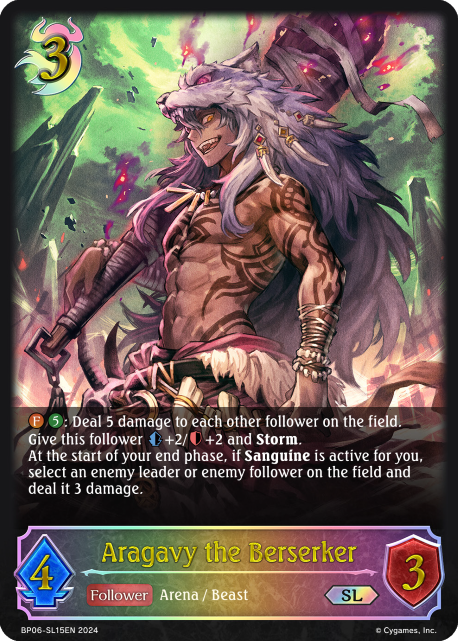 3
F 5: Deal 5 damage to each other follower on the field.
Give this follower +2/ +2 and Storm.
At the start of your end phase, if Sanguine is active for you,
select an enemy leader or enemy follower on the field and
deal it 3 damage.
Aragavy the Berserker
4
Follower Arena / Beast
SL
3
BP06-SL15EN 2024
© Cygames, Inc.